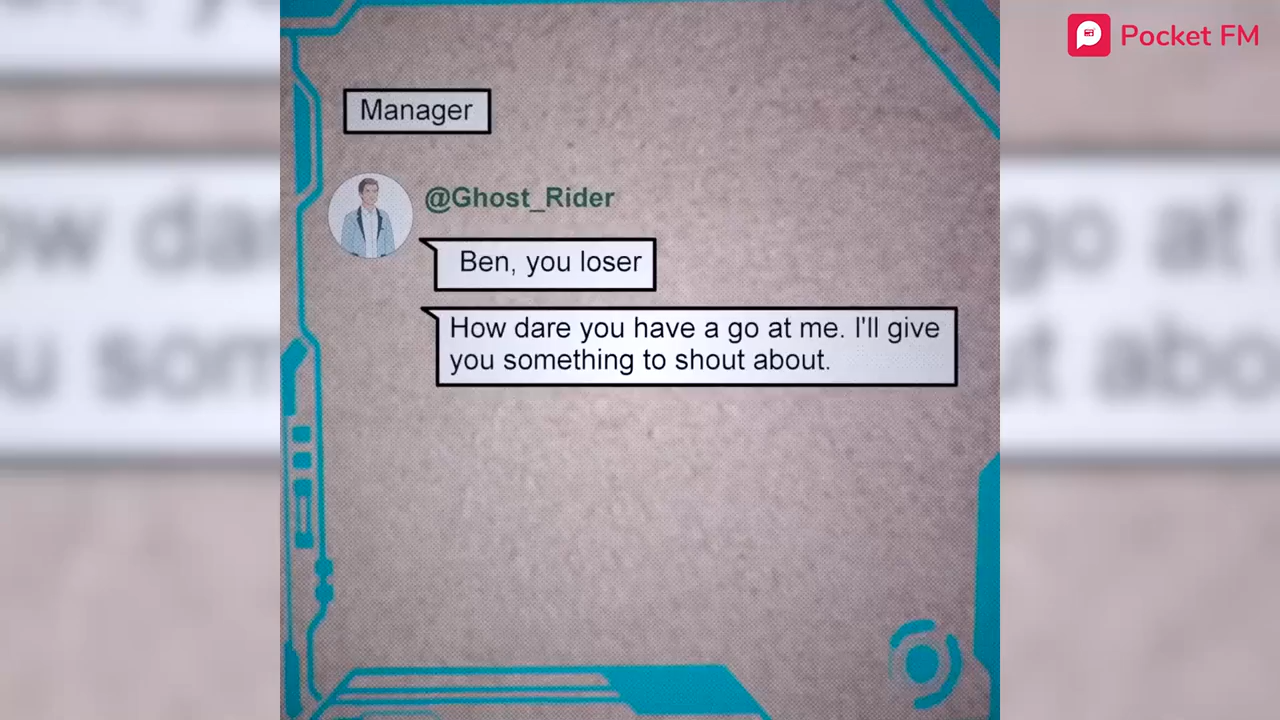 Pocket FM
Manager
@Ghost_Rider
Ben, you loser
How dare you have a go at me. I'll give
you something to shout about.